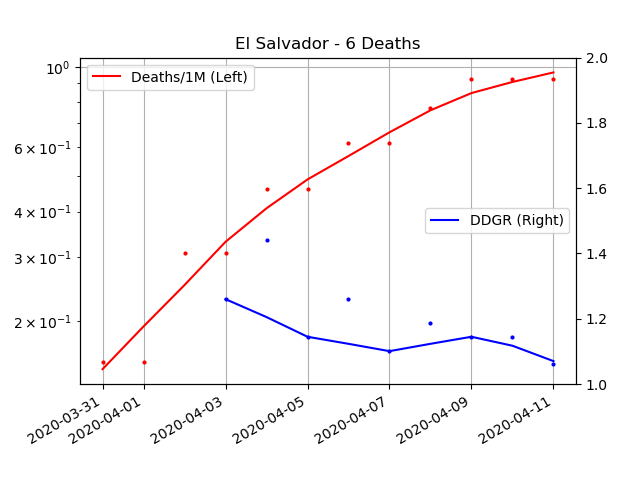 El Salvador - 6 Deaths
Deaths/1M (Left)
DDGR (Right)
10⁰
6 × 10⁻¹
4 × 10⁻¹
3 × 10⁻¹
2 × 10⁻¹
2.0
1.8
1.6
1.4
1.2
1.0
2020-03-31
2020-04-01
2020-04-03
2020-04-05
2020-04-07
2020-04-09
2020-04-11